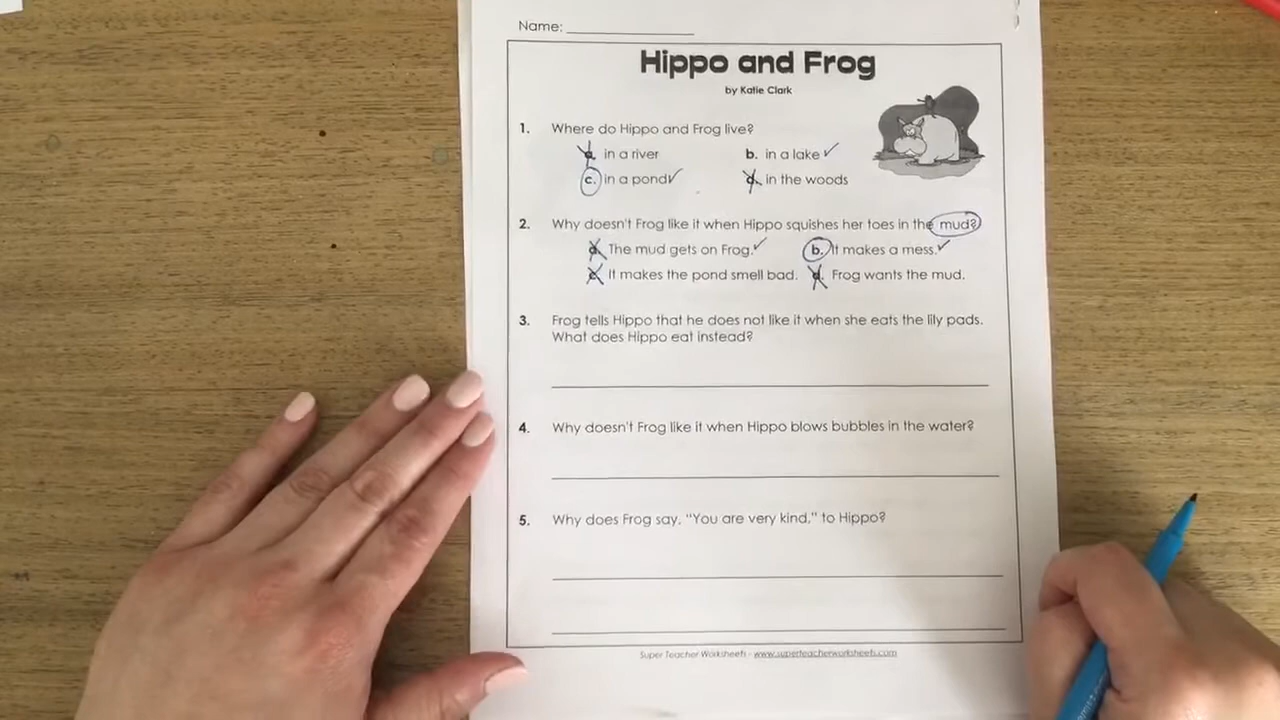 Name: ____________
Hippo and Frog
by Katie Clark
1. Where do Hippo and Frog live?
a. in a river b. in a lake ✓
c. in a pond ✓ d. in the woods
2. Why doesn't Frog like it when Hippo squishes her toes in the mud?
a. The mud gets on Frog. ✓ b. It makes a mess. ✓
c. It makes the pond smell bad. d. Frog wants the mud.
3. Frog tells Hippo that he does not like it when she eats the lily pads.
What does Hippo eat instead?
4. Why doesn't Frog like it when Hippo blows bubbles in the water?
5. Why does Frog say, "You are very kind," to Hippo?
Super Teacher Worksheets - www.superteacherworksheets.com